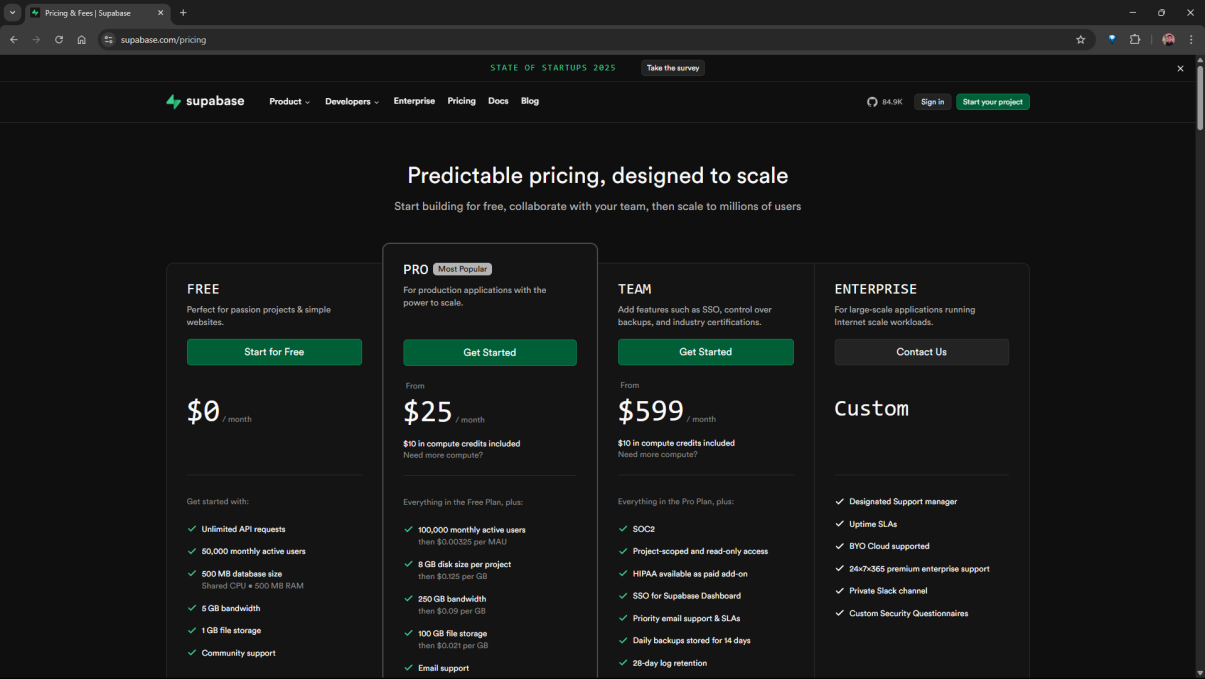 Pricing & Fees | Supabase
supabase.com/pricing
STATE OF STARTUPS 2025
Take the survey
supabase
Product
Developers
Enterprise
Pricing
Docs
Blog
84.9K
Sign in
Start your project
Predictable pricing, designed to scale
Start building for free, collaborate with your team, then scale to millions of users
FREE
Perfect for passion projects & simple
websites.
Start for Free
$0 / month
Get started with:
Unlimited API requests
50,000 monthly active users
500 MB database size
Shared CPU • 500 MB RAM
5 GB bandwidth
1 GB file storage
Community support
PRO
Most Popular
For production applications with the
power to scale.
Get Started
From
$25 / month
$10 in compute credits included
Need more compute?
Everything in the Free Plan, plus:
100,000 monthly active users
then $0.00325 per MAU
8 GB disk size per project
then $0.125 per GB
250 GB bandwidth
then $0.09 per GB
100 GB file storage
then $0.021 per GB
Email support
TEAM
Add features such as SSO, control over
backups, and industry certifications.
Get Started
From
$599 / month
$10 in compute credits included
Need more compute?
Everything in the Pro Plan, plus:
SOC2
Project-scoped and read-only access
HIPAA available as paid add-on
SSO for Supabase Dashboard
Priority email support & SLAs
Daily backups stored for 14 days
28-day log retention
ENTERPRISE
For large-scale applications running
Internet scale workloads.
Contact Us
Custom
Designated Support manager
Uptime SLAs
BYO Cloud supported
24×7×365 premium enterprise support
Private Slack channel
Custom Security Questionnaires